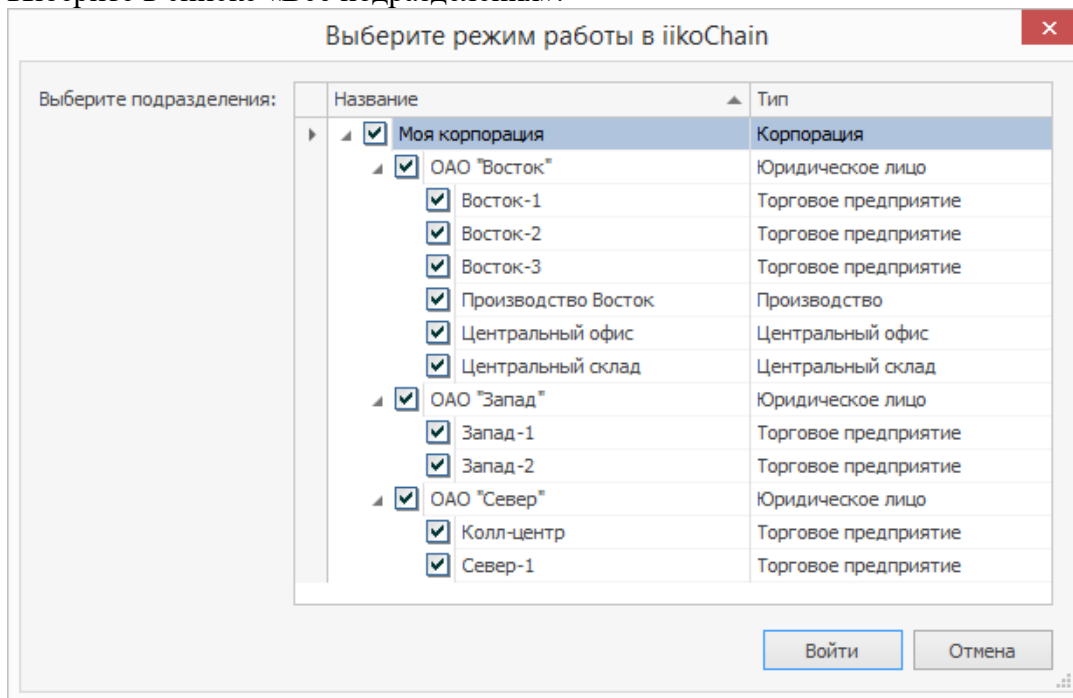 Выберите режим работы в iikoChain
Выберите подразделения:
Название Тип
Моя корпорация Корпорация
ОАО "Восток" Юридическое лицо
Восток-1 Торговое предприятие
Восток-2 Торговое предприятие
Восток-3 Торговое предприятие
Производство Восток Производство
Центральный офис Центральный офис
Центральный склад Центральный склад
ОАО "Запад" Юридическое лицо
Запад-1 Торговое предприятие
Запад-2 Торговое предприятие
ОАО "Север" Юридическое лицо
Колл-центр Торговое предприятие
Север-1 Торговое предприятие
Войти Отмена